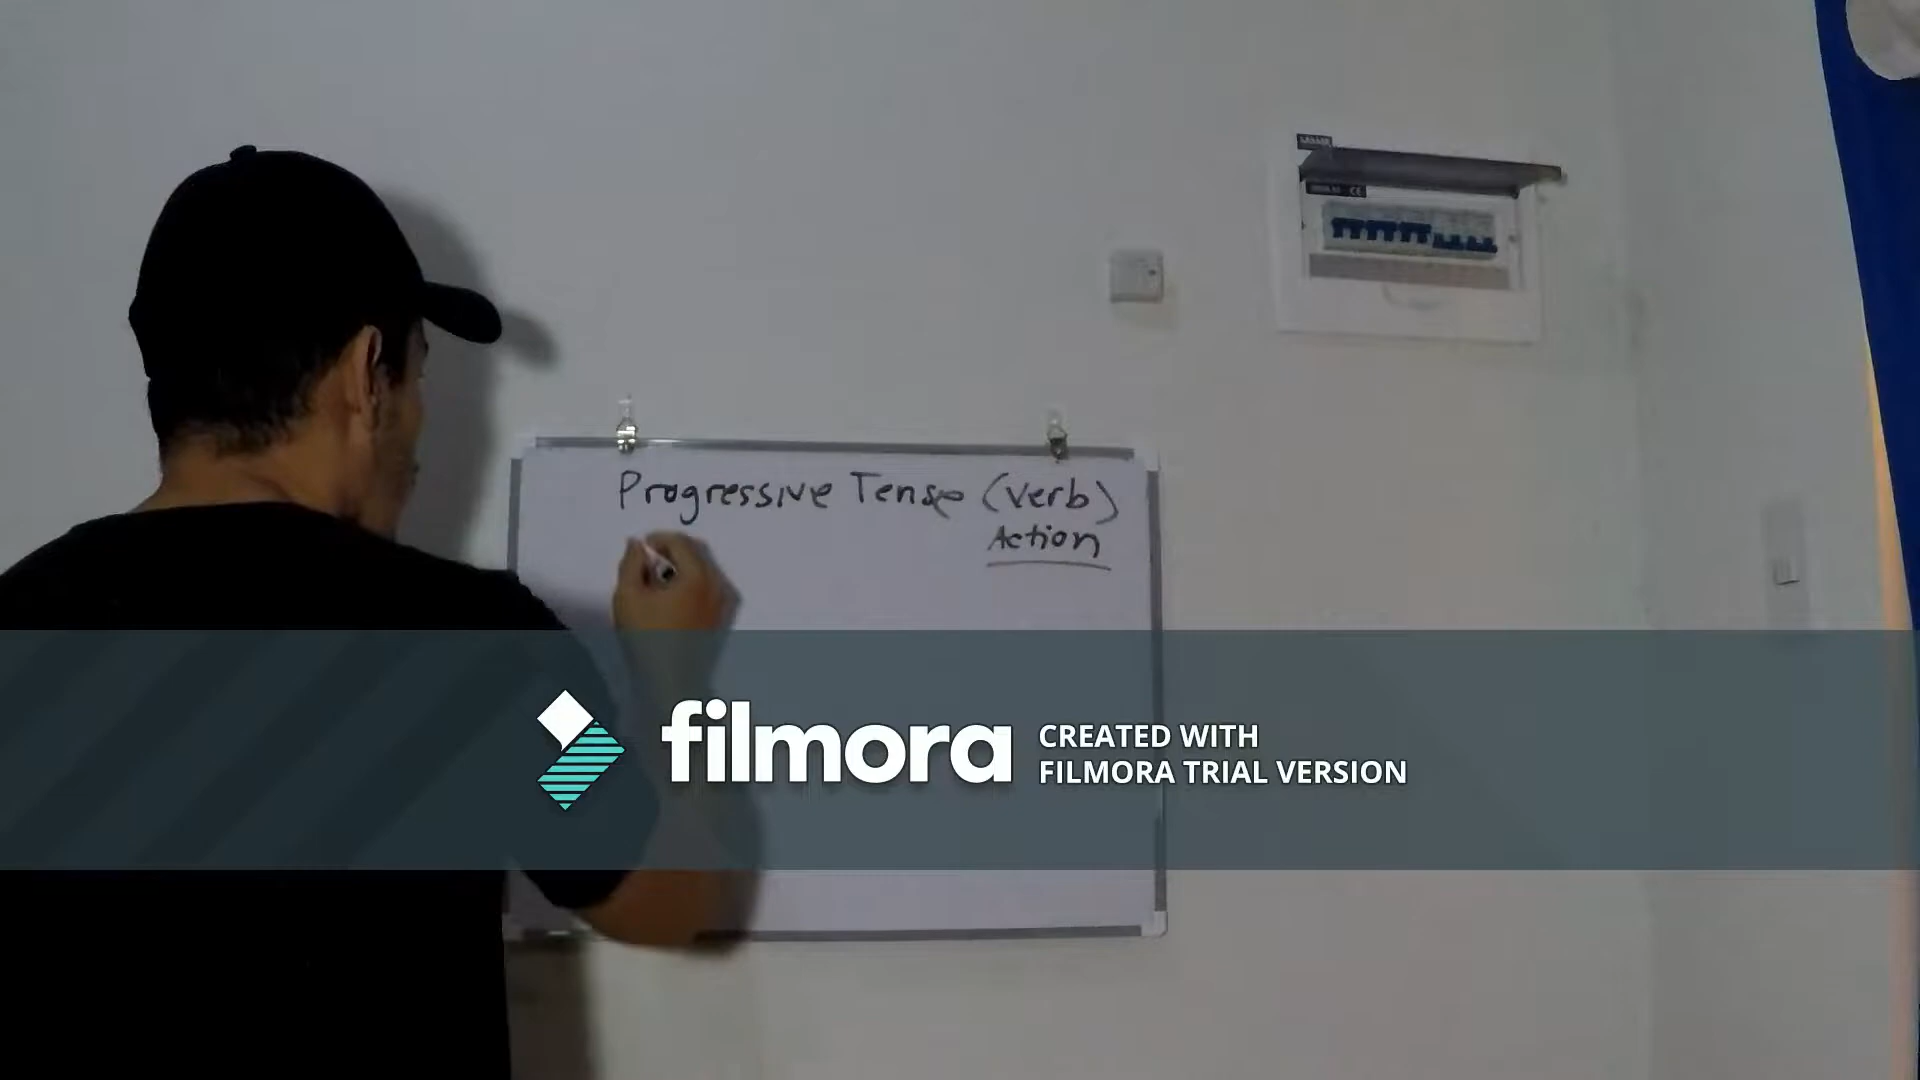 Progressive Tense (verb)
Action
filmora
CREATED WITH
FILMORA TRIAL VERSION